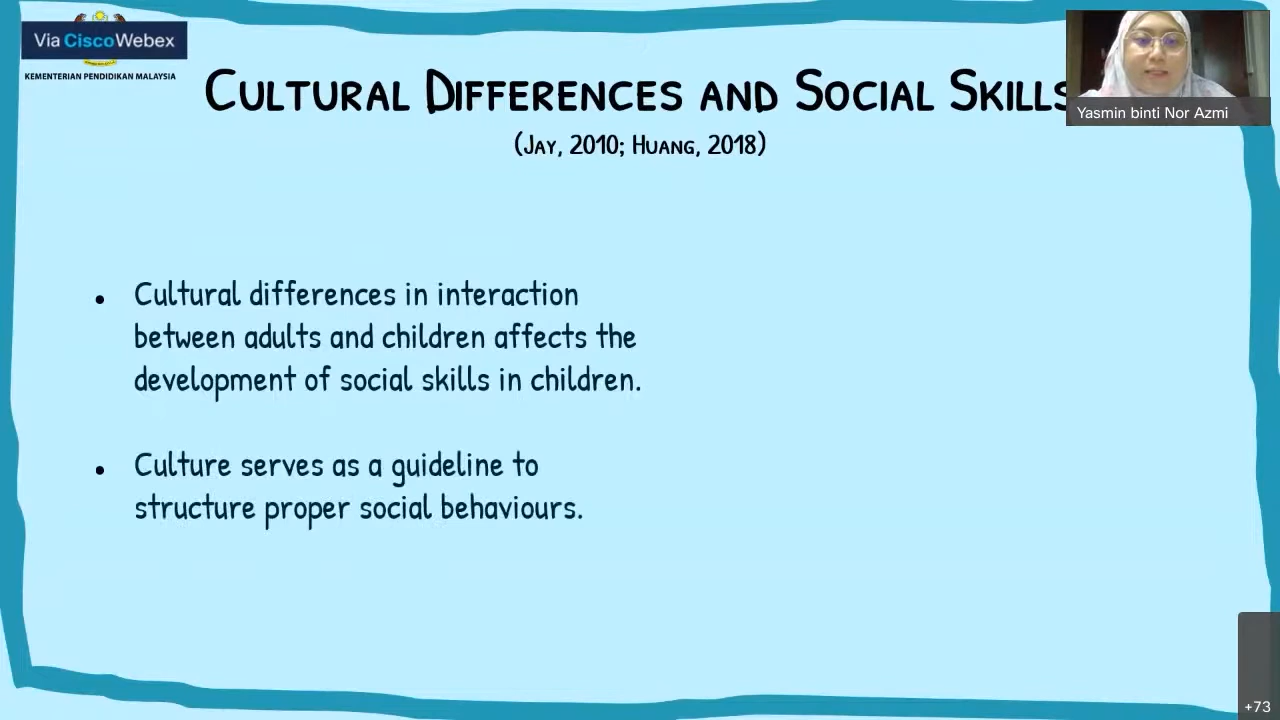 Via CiscoWebex
KEMENTERIAN PENDIDIKAN MALAYSIA
CULTURAL DIFFERENCES AND SOCIAL SKILLS
(JAY, 2010; HUANG, 2018)
Yasmin binti Nor Azmi
• Cultural differences in interaction
between adults and children affects the
development of social skills in children.
• Culture serves as a guideline to
structure proper social behaviours.
+73